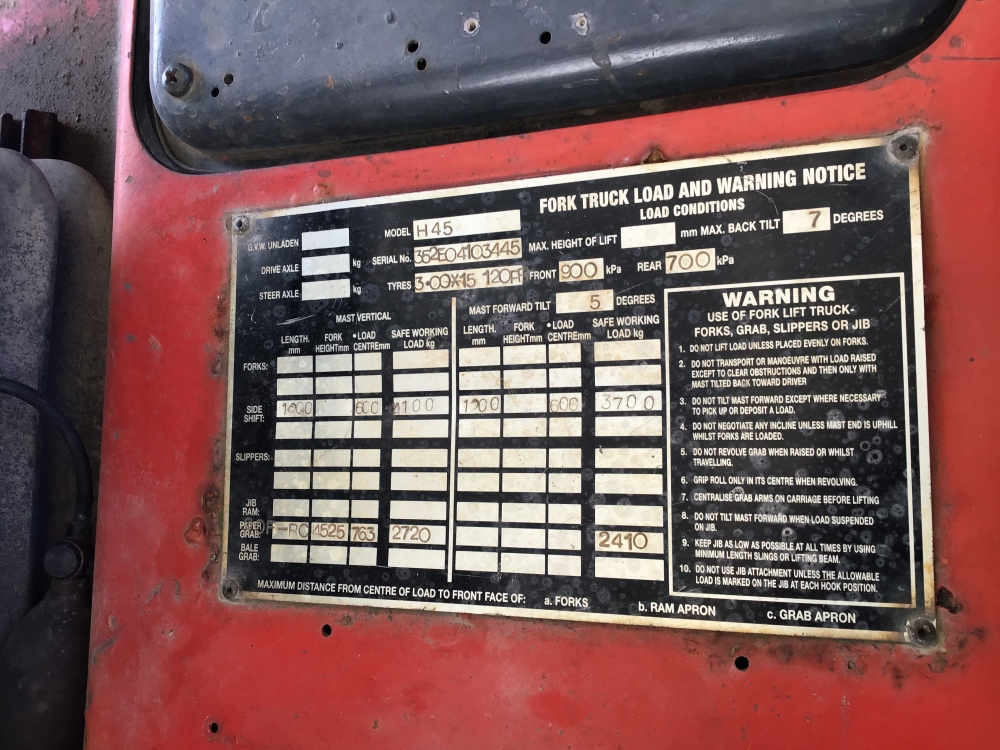 FORK TRUCK LOAD AND WARNING NOTICE
LOAD CONDITIONS
G.V.W. UNLADEN
MODEL H45
mm MAX. BACK TILT 7 DEGREES
DRIVE AXLE kg
SERIAL No. 352E04103445
MAX. HEIGHT OF LIFT
STEER AXLE kg
TYRES 3·00X15 FRONT 900 kPa REAR 700 kPa
MAST VERTICAL
MAST FORWARD TILT 5 DEGREES
LENGTH. mm FORK HEIGHTmm •LOAD CENTREmm SAFE WORKING LOAD kg LENGTH. mm FORK HEIGHTmm •LOAD CENTREmm SAFE WORKING LOAD kg
FORKS:
SIDE SHIFT: 600 4100 600 3700
SLIPPERS:
JIB RAM:
PAPER GRAB: 4525 763 2720 2410
BALE GRAB:
WARNING
USE OF FORK LIFT TRUCK-
FORKS, GRAB, SLIPPERS OR JIB
1. DO NOT LIFT LOAD UNLESS PLACED EVENLY ON FORKS.
2. DO NOT TRANSPORT OR MANOEUVRE WITH LOAD RAISED
EXCEPT TO CLEAR OBSTRUCTIONS AND THEN ONLY WITH
MAST TILTED BACK TOWARD DRIVER
3. DO NOT TILT MAST FORWARD EXCEPT WHERE NECESSARY
TO PICK UP OR DEPOSIT A LOAD.
4. DO NOT NEGOTIATE ANY INCLINE UNLESS MAST END IS UPHILL
WHILST FORKS ARE LOADED.
5. DO NOT REVOLVE GRAB WHEN RAISED OR WHILST
TRAVELLING.
6. GRIP ROLL ONLY IN ITS CENTRE WHEN REVOLVING.
7. CENTRALISE GRAB ARMS ON CARRIAGE BEFORE LIFTING
8. DO NOT TILT MAST FORWARD WHEN LOAD SUSPENDED
ON JIB.
9. KEEP JIB AS LOW AS POSSIBLE AT ALL TIMES BY USING
MINIMUM LENGTH SLINGS OR LIFTING BEAM.
10. DO NOT USE JIB ATTACHMENT UNLESS THE ALLOWABLE
LOAD IS MARKED ON THE JIB AT EACH HOOK POSITION.
MAXIMUM DISTANCE FROM CENTRE OF LOAD TO FRONT FACE OF: a. FORKS b. RAM APRON c. GRAB APRON